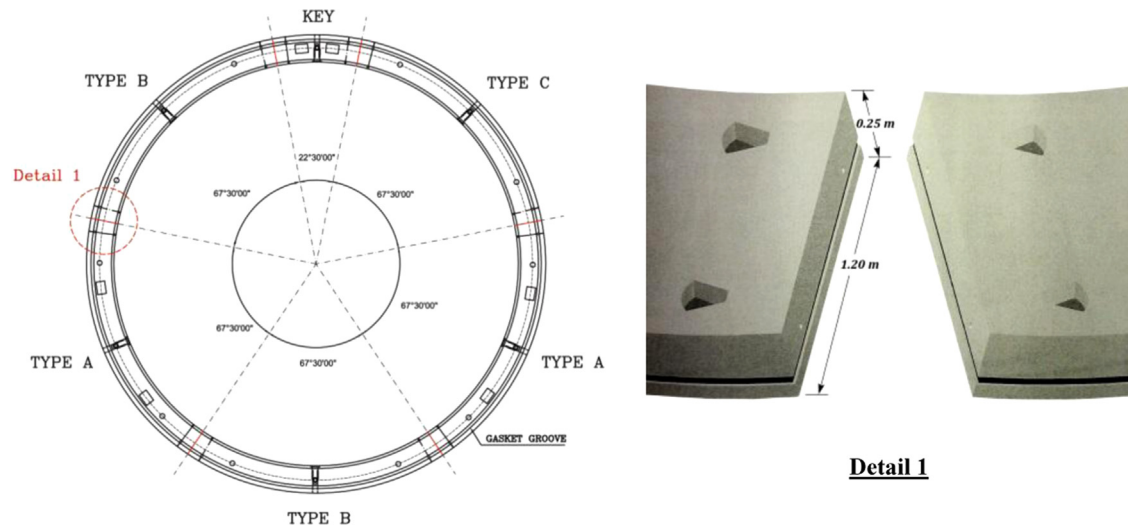 KEY
TYPE B
TYPE C
Detail 1
22°30'00"
67°30'00"
67°30'00"
67°30'00"
67°30'00"
67°30'00"
TYPE A
TYPE A
GASKET GROOVE
TYPE B
0.25 m
1.20 m
Detail 1